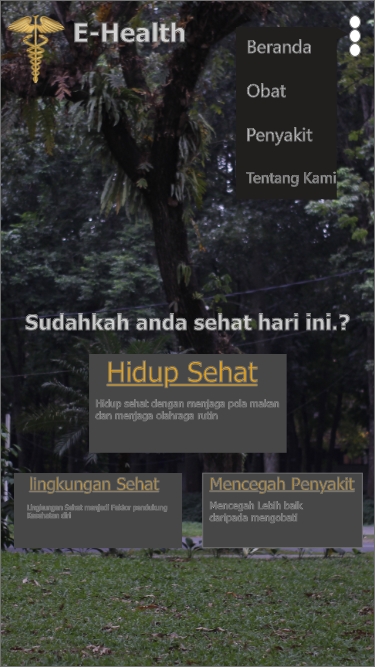 E-Health
Beranda
Obat
Penyakit
Tentang Kami
Sudahkah anda sehat hari ini.?
Hidup Sehat
Hidup sehat dengan menjaga pola makan
dan menjaga olahraga rutin
lingkungan Sehat
Lingkungan Sehat menjadi Faktor pendukung
Kesehatan diri
Mencegah Penyakit
Mencegah Lebih baik
daripada mengobati